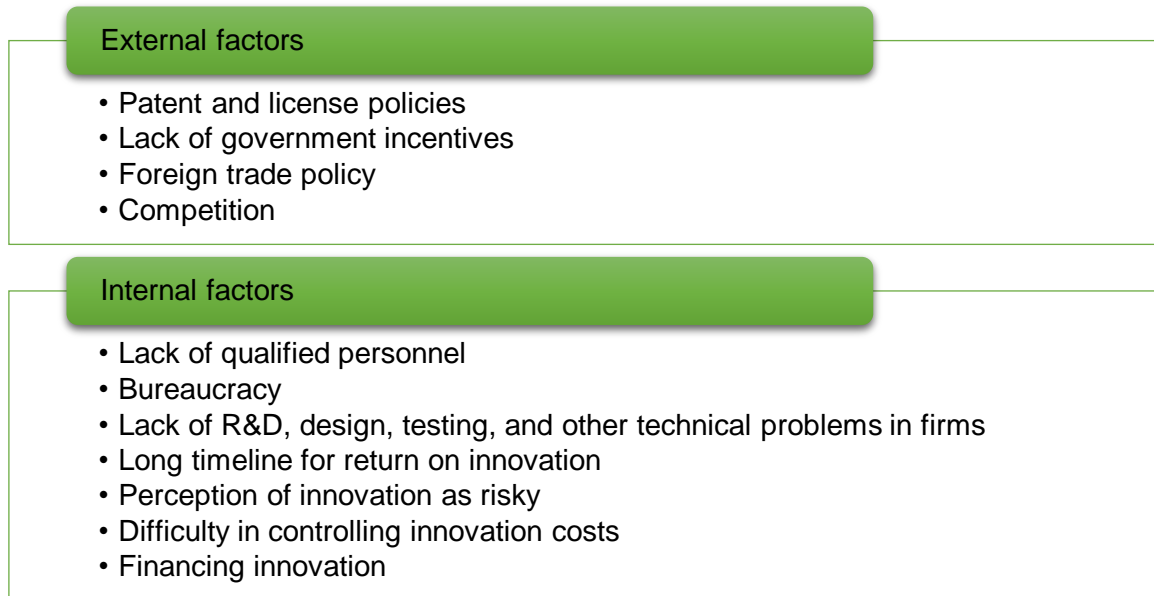 External factors
• Patent and license policies
• Lack of government incentives
• Foreign trade policy
• Competition
Internal factors
• Lack of qualified personnel
• Bureaucracy
• Lack of R&D, design, testing, and other technical problems in firms
• Long timeline for return on innovation
• Perception of innovation as risky
• Difficulty in controlling innovation costs
• Financing innovation